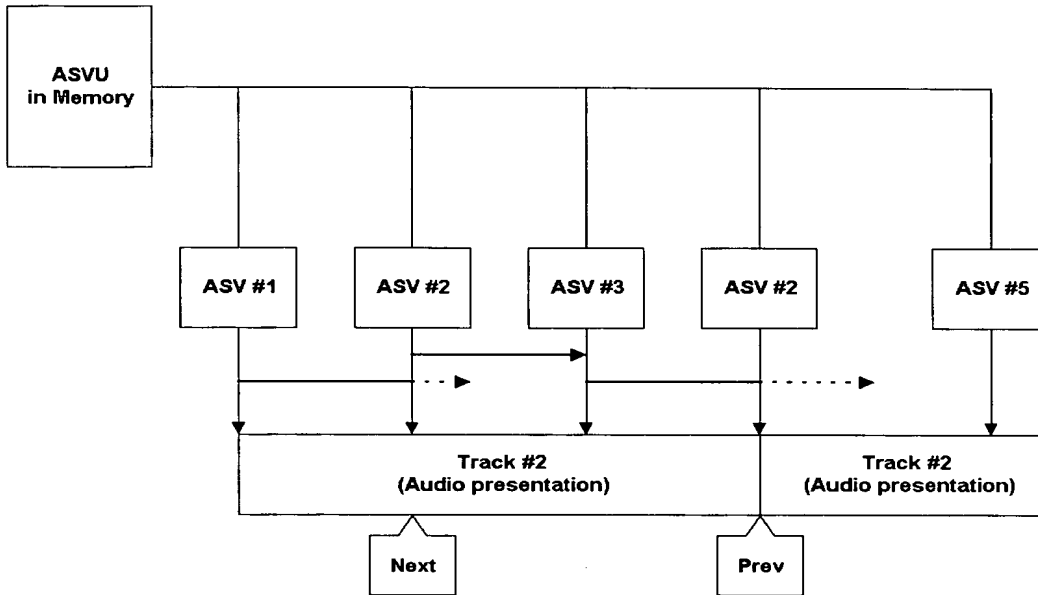 ASVU
in Memory
ASV #1
ASV #2
ASV #3
ASV #2
ASV #5
Track #2
(Audio presentation)
Track #2
(Audio presentation)
Next
Prev